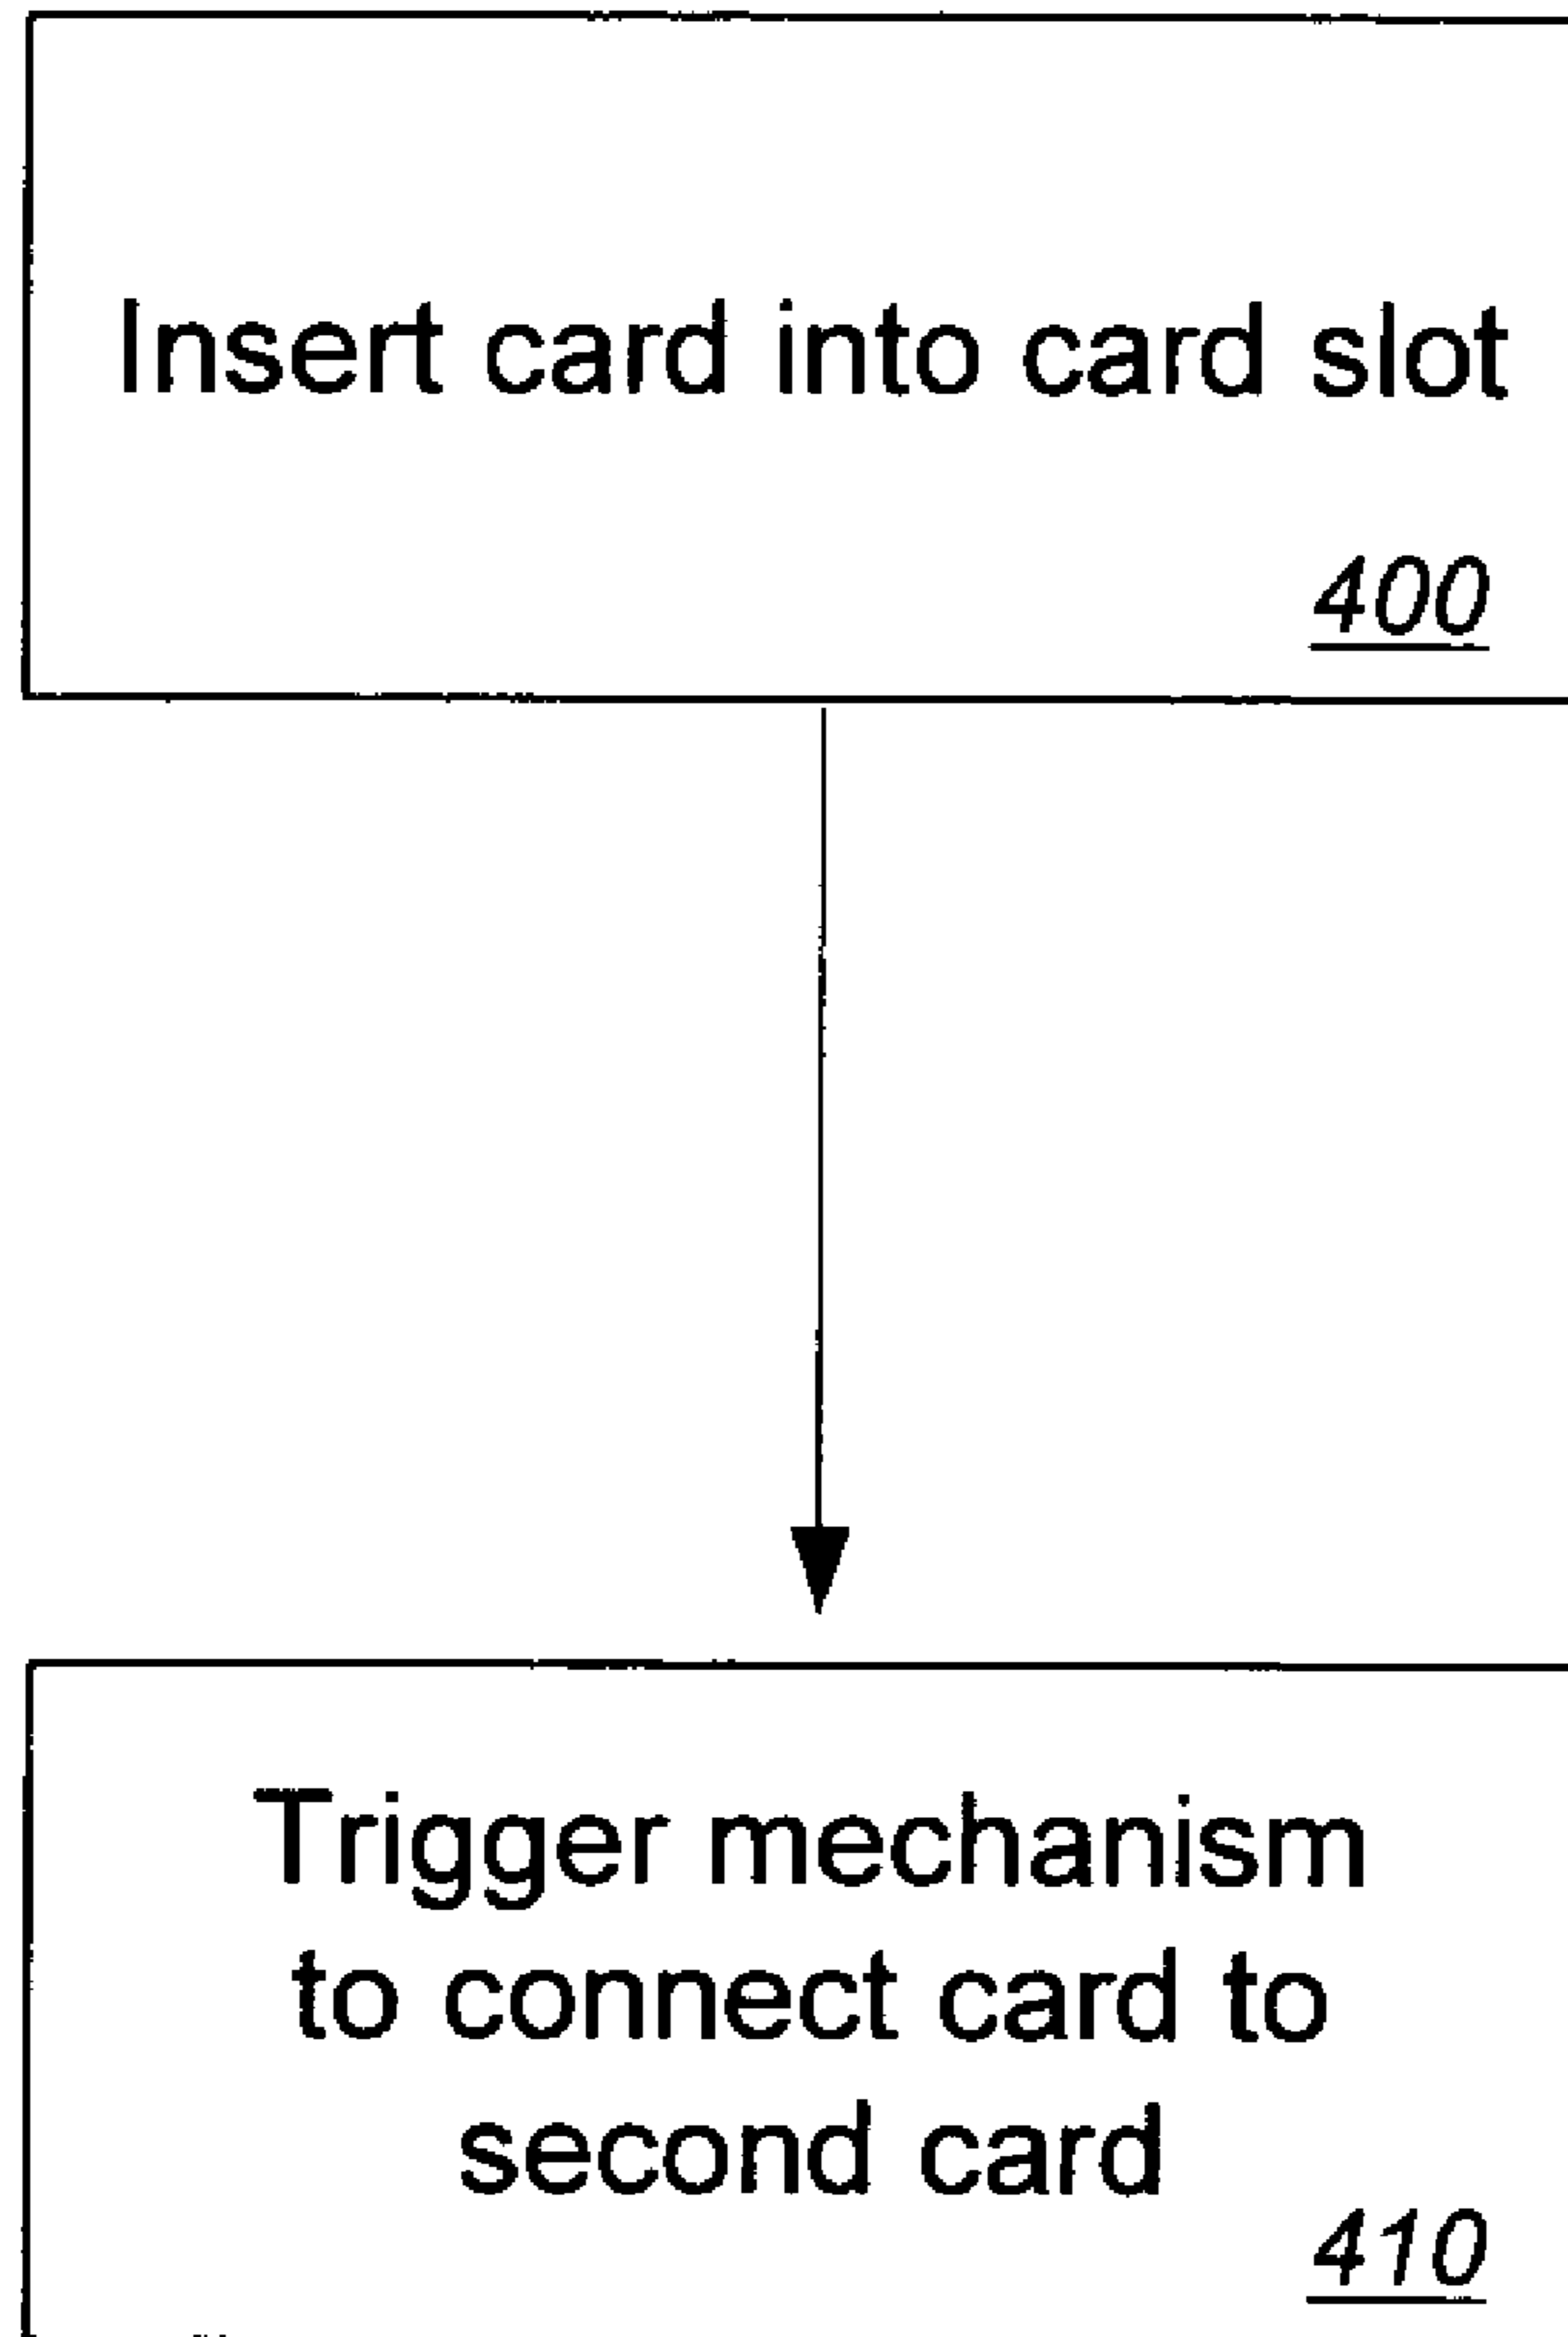 Insert card into card slot
400
Trigger mechanism
to connect card to
second card
410